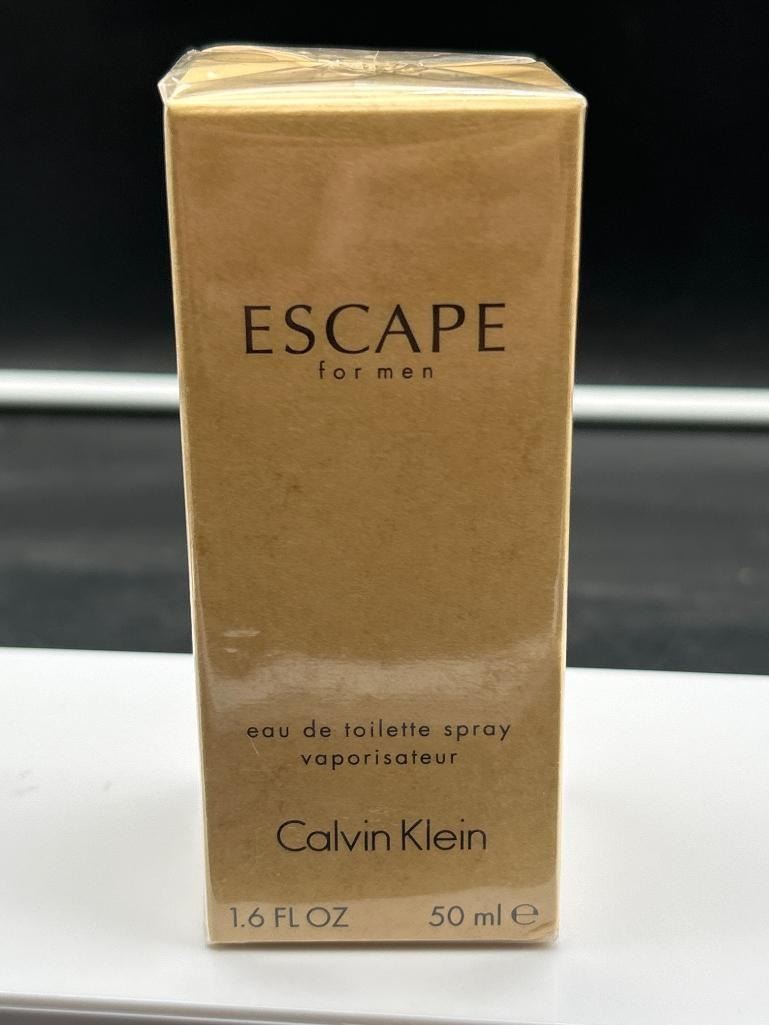 ESCAPE
for men
eau de toilette spray
vaporisateur
Calvin Klein
1.6 FL OZ 50 ml ℮